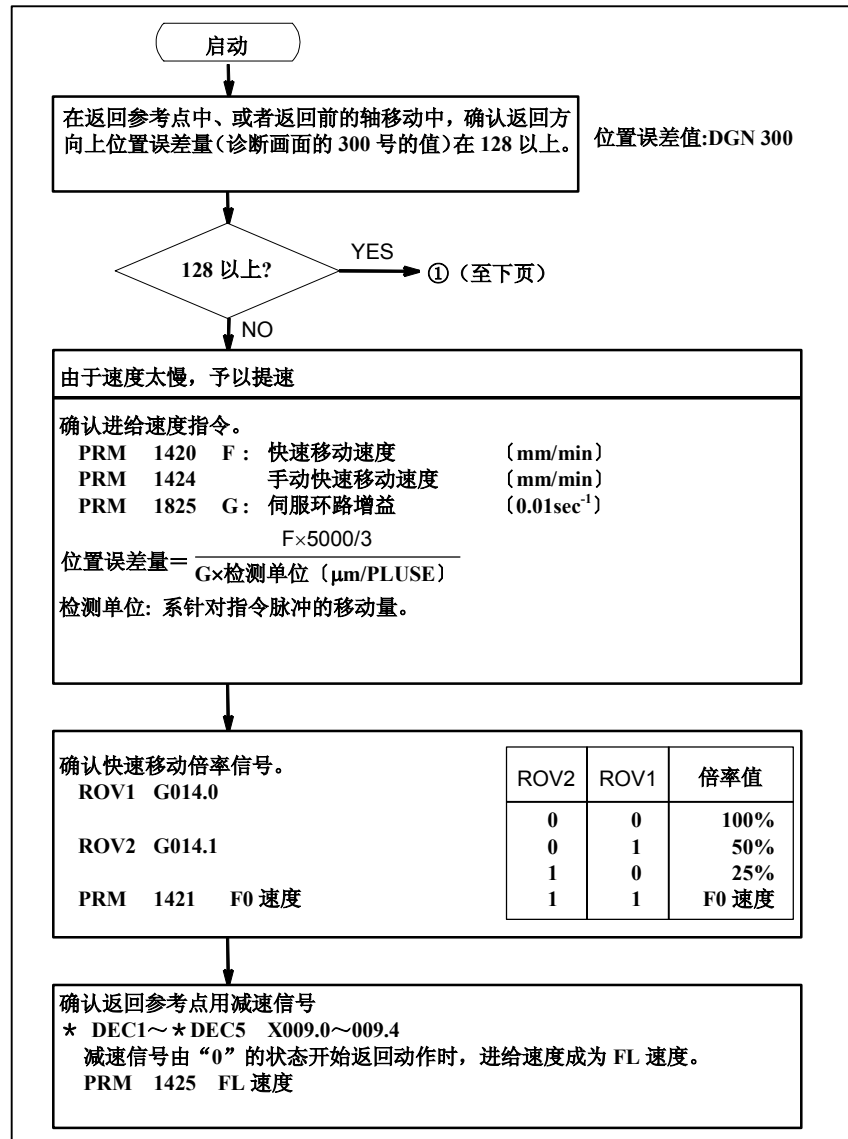 启动
在返回参考点中、或者返回前的轴移动中，确认返回方
向上位置误差量（诊断画面的 300 号的值）在 128 以上。
位置误差值:DGN 300
128 以上?
YES
①（至下页）
NO
由于速度太慢，予以提速
确认进给速度指令。
PRM 1420 F： 快速移动速度 〔mm/min〕
PRM 1424 手动快速移动速度 〔mm/min〕
PRM 1825 G： 伺服环路增益 〔0.01sec⁻¹〕
F×5000/3
位置误差量＝
G×检测单位〔μm/PLUSE〕
检测单位: 系针对指令脉冲的移动量。
确认快速移动倍率信号。
ROV1 G014.0
ROV2 G014.1
PRM 1421 F0 速度
ROV2 ROV1 倍率值
0 0 100%
0 1 50%
1 0 25%
1 1 F0 速度
确认返回参考点用减速信号
＊ DEC1～＊DEC5 X009.0～009.4
减速信号由“0”的状态开始返回动作时，进给速度成为 FL 速度。
PRM 1425 FL 速度